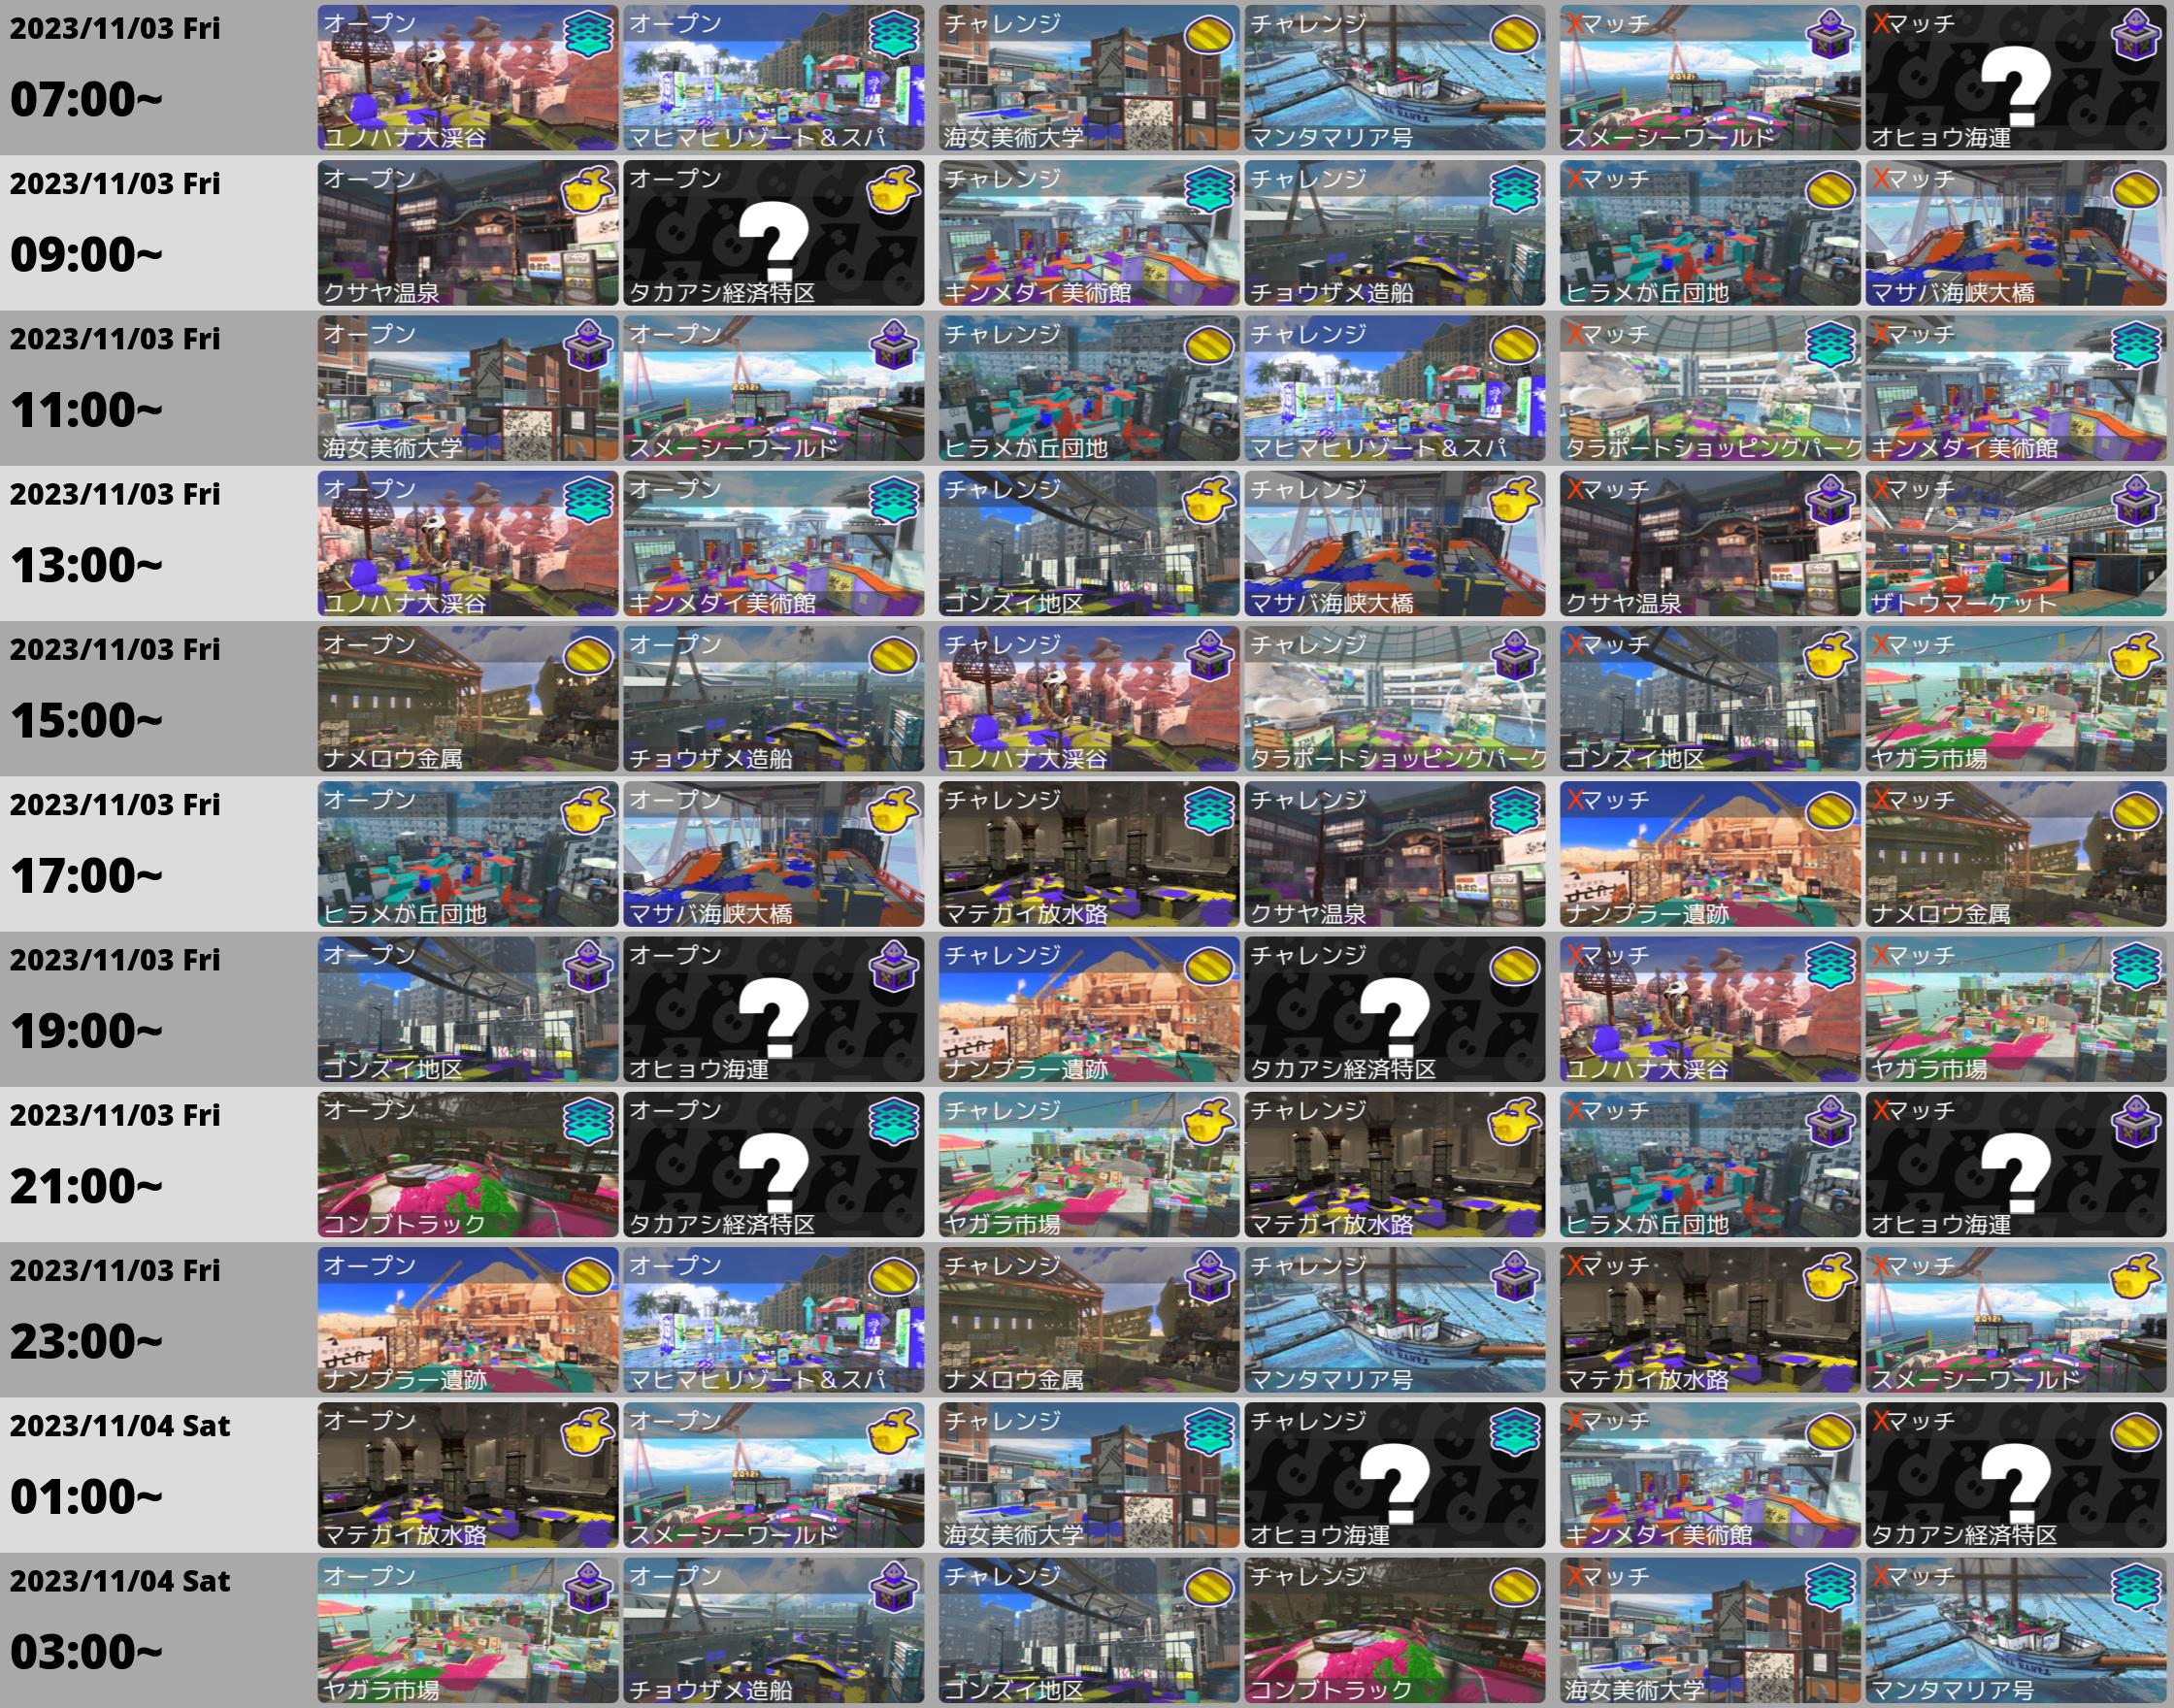 2023/11/03 Fri
07:00~
オープン
ユノハナ大渓谷
オープン
マヒマヒリゾート&スパ
チャレンジ
海女美術大学
チャレンジ
マンタマリア号
Xマッチ
スメーシーワールド
Xマッチ
?
オヒョウ海運
2023/11/03 Fri
09:00~
オープン
クサヤ温泉
オープン
?
タカアシ経済特区
チャレンジ
キンメダイ美術館
チャレンジ
チョウザメ造船
Xマッチ
ヒラメが丘団地
Xマッチ
マサバ海峡大橋
2023/11/03 Fri
11:00~
オープン
海女美術大学
オープン
スメーシーワールド
チャレンジ
ヒラメが丘団地
チャレンジ
マヒマヒリゾート&スパ
Xマッチ
タラポートショッピングパーク
Xマッチ
キンメダイ美術館
2023/11/03 Fri
13:00~
オープン
ユノハナ大渓谷
オープン
キンメダイ美術館
チャレンジ
ゴンズイ地区
チャレンジ
マサバ海峡大橋
Xマッチ
クサヤ温泉
Xマッチ
ザトウマーケット
2023/11/03 Fri
15:00~
オープン
ナメロウ金属
オープン
チョウザメ造船
チャレンジ
ユノハナ大渓谷
チャレンジ
タラポートショッピングパーク
Xマッチ
ゴンズイ地区
Xマッチ
ヤガラ市場
2023/11/03 Fri
17:00~
オープン
ヒラメが丘団地
オープン
マサバ海峡大橋
チャレンジ
マテガイ放水路
チャレンジ
クサヤ温泉
Xマッチ
ナンプラー遺跡
Xマッチ
ナメロウ金属
2023/11/03 Fri
19:00~
オープン
ゴンズイ地区
オープン
?
オヒョウ海運
チャレンジ
ナンプラー遺跡
チャレンジ
?
タカアシ経済特区
Xマッチ
ユノハナ大渓谷
Xマッチ
ヤガラ市場
2023/11/03 Fri
21:00~
オープン
コンブトラック
オープン
?
タカアシ経済特区
チャレンジ
ヤガラ市場
チャレンジ
マテガイ放水路
Xマッチ
ヒラメが丘団地
Xマッチ
?
オヒョウ海運
2023/11/03 Fri
23:00~
オープン
ナンプラー遺跡
オープン
マヒマヒリゾート&スパ
チャレンジ
ナメロウ金属
チャレンジ
マンタマリア号
Xマッチ
マテガイ放水路
Xマッチ
スメーシーワールド
2023/11/04 Sat
01:00~
オープン
マテガイ放水路
オープン
スメーシーワールド
チャレンジ
海女美術大学
チャレンジ
?
オヒョウ海運
Xマッチ
キンメダイ美術館
Xマッチ
?
タカアシ経済特区
2023/11/04 Sat
03:00~
オープン
ヤガラ市場
オープン
チョウザメ造船
チャレンジ
ゴンズイ地区
チャレンジ
コンブトラック
Xマッチ
海女美術大学
Xマッチ
マンタマリア号